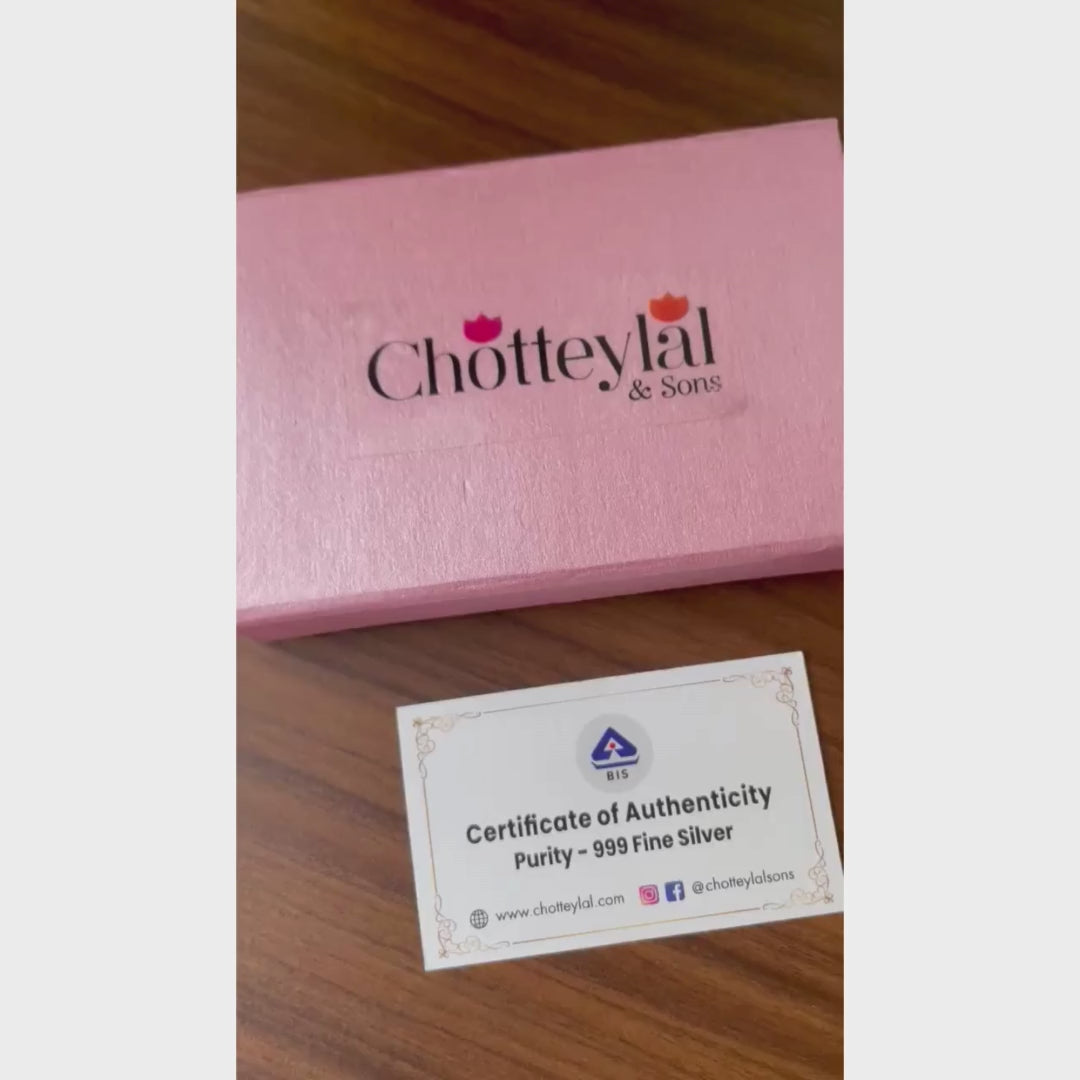 Chotteylal
& Sons
BIS
Certificate of Authenticity
Purity - 999 Fine Silver
www.chotteylal.com @chotteylalsons